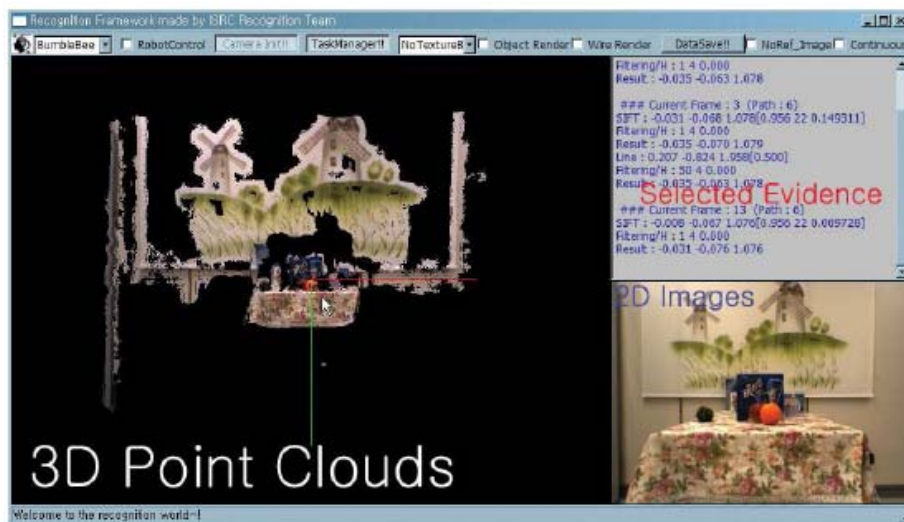 Recognition Framework made by ISRC Recognition Team
BumbleBee RobotControl Camera Init!! TaskManager!! NoTextureB Object Render Wire Render DataSave!! NoRef_Image Continuous
Filtering/H : 1 4 0.000
Result : -0.035 -0.063 1.078
### Current Frame : 3 (Path : 6)
SIFT : -0.031 -0.068 1.078[0.956 22 0.149311]
Filtering/H : 1 4 0.000
Result : -0.035 -0.070 1.079
Line : 0.207 -0.824 1.958[0.500]
Filtering/H : 50 4 0.000
Result : -0.035 -0.063 1.078
Selected Evidence
### Current Frame : 13 (Path : 6)
SIFT : -0.008 -0.067 1.076[0.956 22 0.069728]
Filtering/H : 1 4 0.000
Result : -0.031 -0.076 1.076
2D Images
3D Point Clouds
Welcome to the recognition world~!